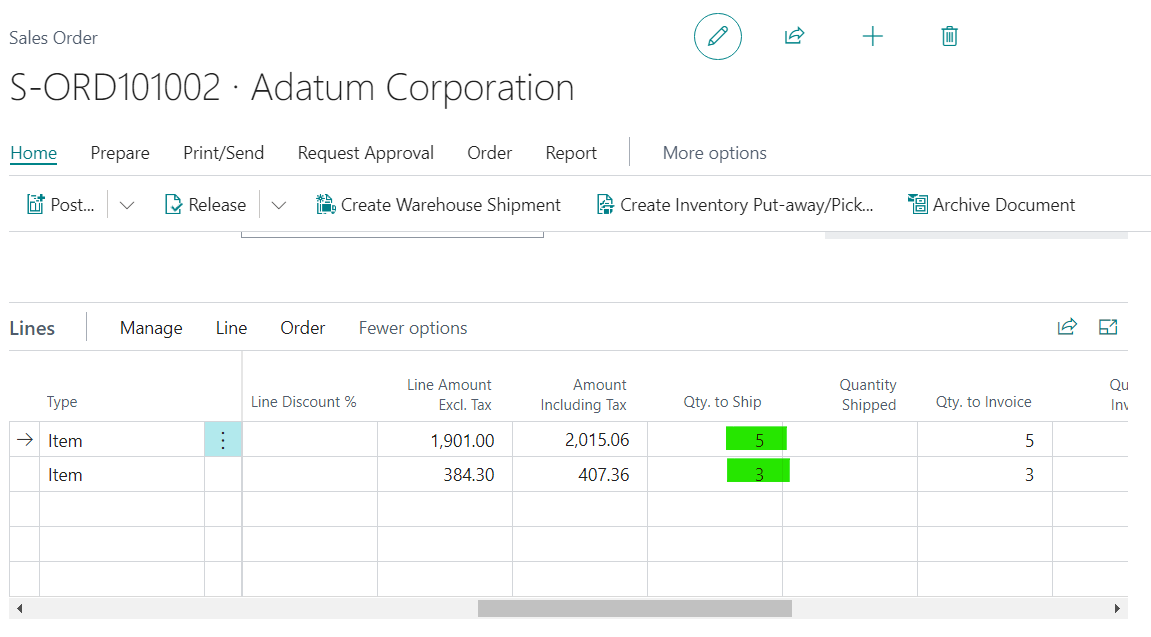 Sales Order
S-ORD101002 · Adatum Corporation
Home Prepare Print/Send Request Approval Order Report More options
Post... Release Create Warehouse Shipment Create Inventory Put-away/Pick... Archive Document
Lines Manage Line Order Fewer options
Line Amount Amount Quantity Qu
Type Line Discount % Excl. Tax Including Tax Qty. to Ship Shipped Qty. to Invoice Inv
Item 1,901.00 2,015.06 5 5
Item 384.30 407.36 3 3